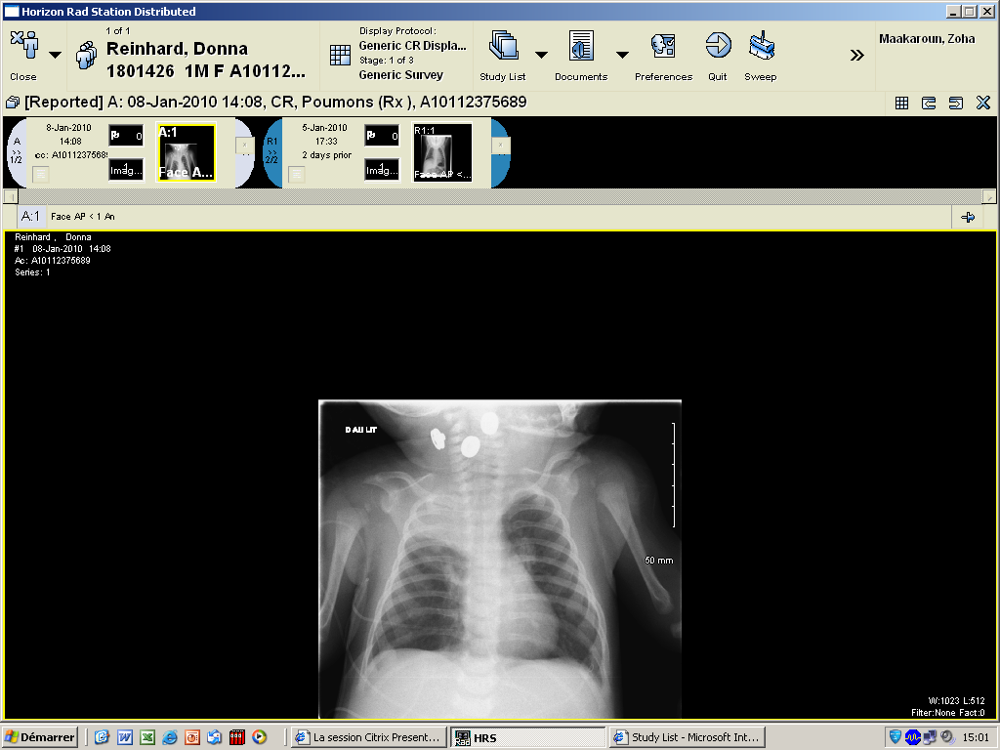 Horizon Rad Station Distributed
1 of 1
Reinhard, Donna
1801426 1M F A10112...
Close
Display Protocol:
Generic CR Displa...
Stage: 1 of 3
Generic Survey
Study List
Documents
Preferences
Quit
Sweep
Maakaroun, Zoha
[Reported] A: 08-Jan-2010 14:08, CR, Poumons (Rx ), A10112375689
A
>>
1/2
8-Jan-2010
14:08
cc: A1011237568
0
1
Imag...
A:1
Face A...
R1
>>
2/2
5-Jan-2010
17:33
2 days prior
0
1
Imag...
R1:1
Face AP <...
A:1 Face AP < 1 An
Reinhard , Donna
#1 08-Jan-2010 14:08
Ac: A10112375689
Series: 1
D AU LIT
50 mm
W:1023 L:512
Filter:None Fact:0
Démarrer
La session Citrix Present...
HRS
Study List - Microsoft Int...
15:01